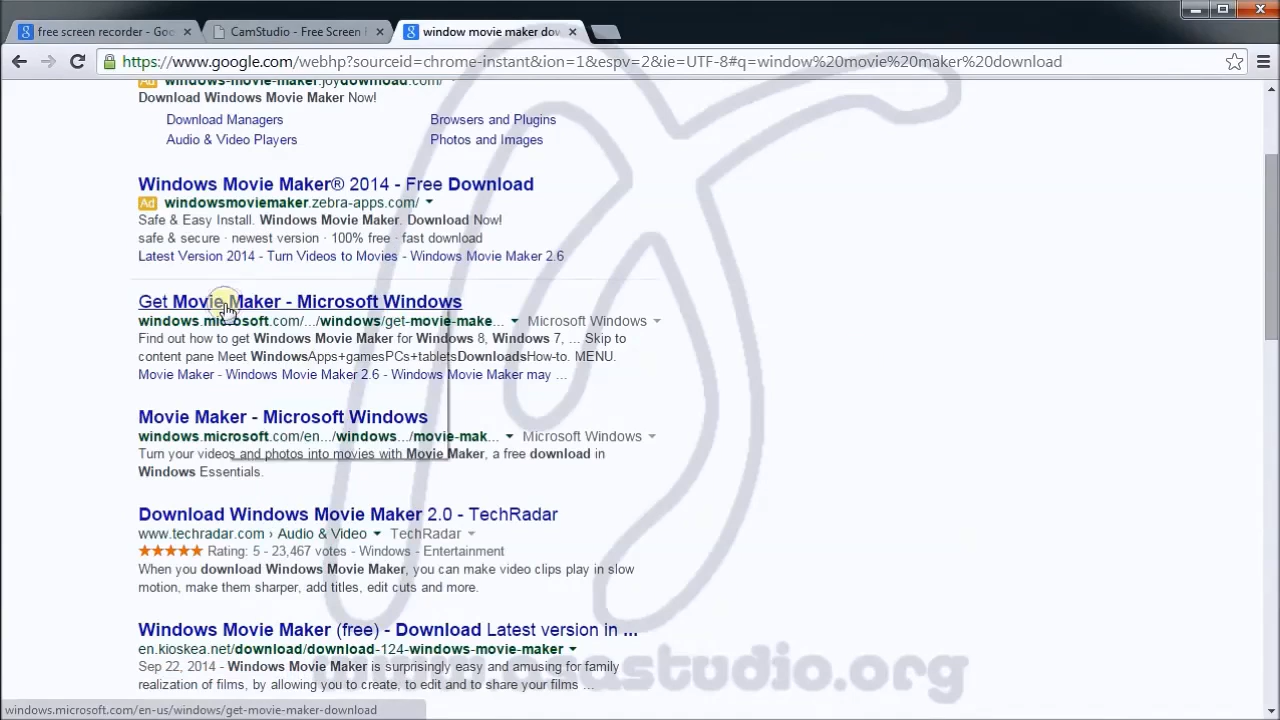 free screen recorder - Goo
CamStudio - Free Screen
window movie maker dow
https://www.google.com/webhp?sourceid=chrome-instant&ion=1&espv=2&ie=UTF-8#q=window%20movie%20maker%20download
Ad windows-movie-maker.joydownload.com/
Download Windows Movie Maker Now!
Download Managers Browsers and Plugins
Audio & Video Players Photos and Images
Windows Movie Maker® 2014 - Free Download
Ad windowsmoviemaker.zebra-apps.com/
Safe & Easy Install. Windows Movie Maker. Download Now!
safe & secure · newest version · 100% free · fast download
Latest Version 2014 - Turn Videos to Movies - Windows Movie Maker 2.6
Get Movie Maker - Microsoft Windows
windows.microsoft.com/.../windows/get-movie-make... Microsoft Windows
Find out how to get Windows Movie Maker for Windows 8, Windows 7, ... Skip to
content pane Meet WindowsApps+gamesPCs+tabletsDownloadsHow-to. MENU.
Movie Maker - Windows Movie Maker 2.6 - Windows Movie Maker may ...
Movie Maker - Microsoft Windows
windows.microsoft.com/en.../windows.../movie-mak... Microsoft Windows
Turn your videos and photos into movies with Movie Maker, a free download in
Windows Essentials.
Download Windows Movie Maker 2.0 - TechRadar
www.techradar.com › Audio & Video TechRadar
Rating: 5 - 23,467 votes - Windows - Entertainment
When you download Windows Movie Maker, you can make video clips play in slow
motion, make them sharper, add titles, edit cuts and more.
Windows Movie Maker (free) - Download Latest version in ...
en.kioskea.net/download/download-124-windows-movie-maker
Sep 22, 2014 - Windows Movie Maker is surprisingly easy and amusing for family
realization of films, by allowing you to create, to edit and to share your films ...
windows.microsoft.com/en-us/windows/get-movie-maker-download